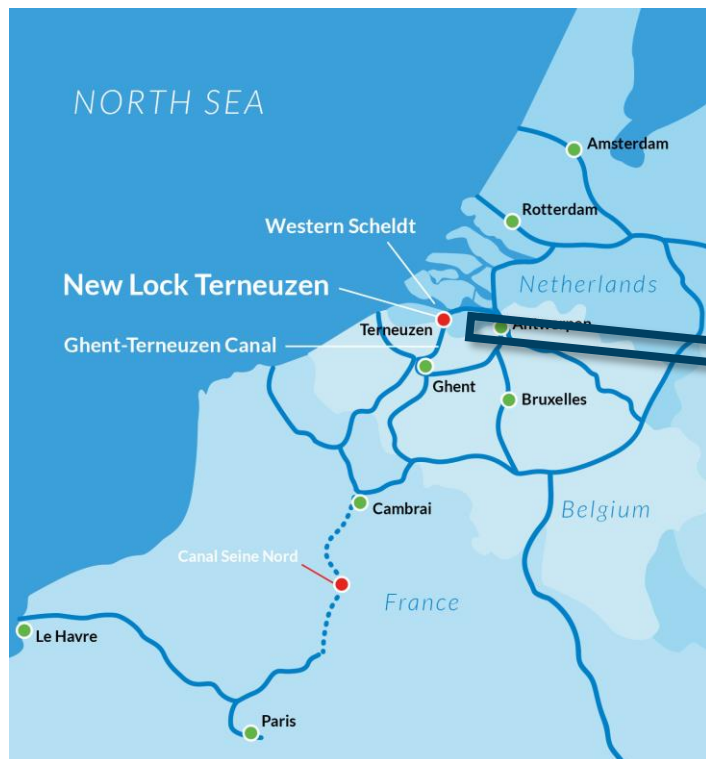 NORTH SEA
Amsterdam
Rotterdam
Western Scheldt
New Lock Terneuzen
Netherlands
Terneuzen
Antwerpen
Ghent-Terneuzen Canal
Ghent
Bruxelles
Cambrai
Belgium
Canal Seine Nord
France
Le Havre
Paris